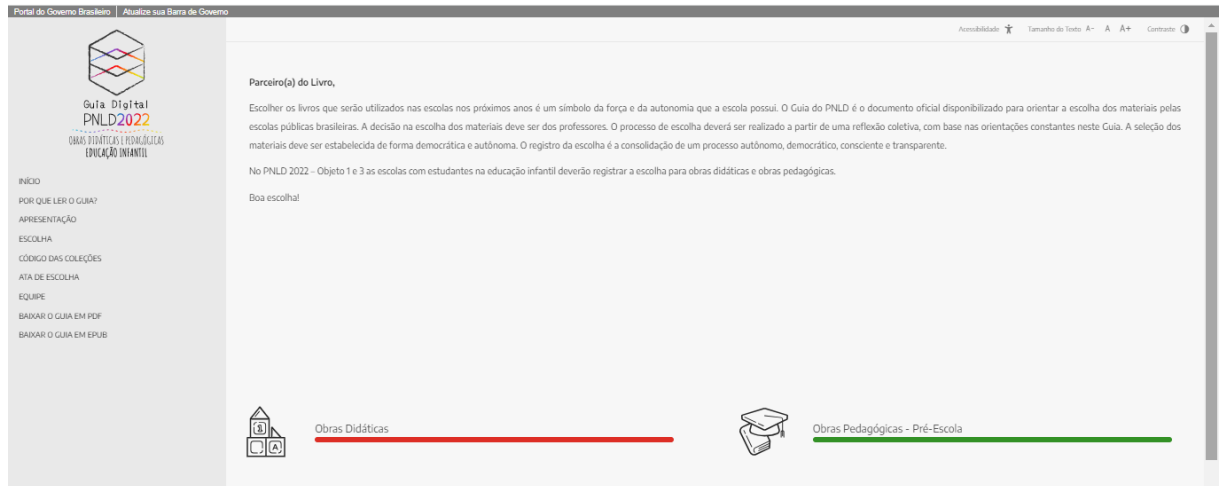 Portal do Governo Brasileiro
Atualize sua Barra de Governo
Acessibilidade
Tamanho do Texto A- A A+
Contraste
Guia Digital
PNLD2022
OBRAS DIDÁTICAS E PEDAGÓGICAS
EDUCAÇÃO INFANTIL
INÍCIO
POR QUE LER O GUIA?
APRESENTAÇÃO
ESCOLHA
CÓDIGO DAS COLEÇÕES
ATA DE ESCOLHA
EQUIPE
BAIXAR O GUIA EM PDF
BAIXAR O GUIA EM EPUB
Parceiro(a) do Livro,
Escolher os livros que serão utilizados nas escolas nos próximos anos é um símbolo da força e da autonomia que a escola possui. O Guia do PNLD é o documento oficial disponibilizado para orientar a escolha dos materiais pelas
escolas públicas brasileiras. A decisão na escolha dos materiais deve ser dos professores. O processo de escolha deverá ser realizado a partir de uma reflexão coletiva, com base nas orientações constantes neste Guia. A seleção dos
materiais deve ser estabelecida de forma democrática e autônoma. O registro da escolha é a consolidação de um processo autônomo, democrático, consciente e transparente.
No PNLD 2022 – Objeto 1 e 3 as escolas com estudantes na educação infantil deverão registrar a escolha para obras didáticas e obras pedagógicas.
Boa escolha!
1
A
Obras Didáticas
Obras Pedagógicas - Pré-Escola